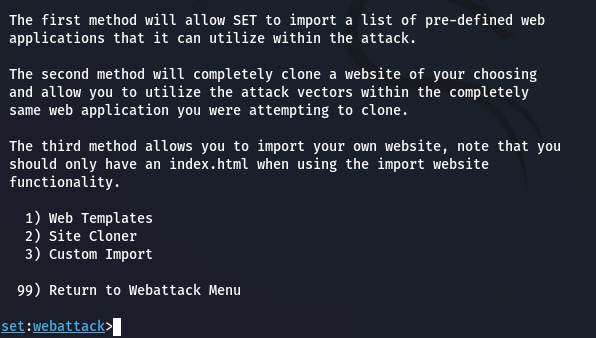 The first method will allow SET to import a list of pre-defined web
applications that it can utilize within the attack.
The second method will completely clone a website of your choosing
and allow you to utilize the attack vectors within the completely
same web application you were attempting to clone.
The third method allows you to import your own website, note that you
should only have an index.html when using the import website
functionality.
1) Web Templates
2) Site Cloner
3) Custom Import
99) Return to Webattack Menu
set:webattack>